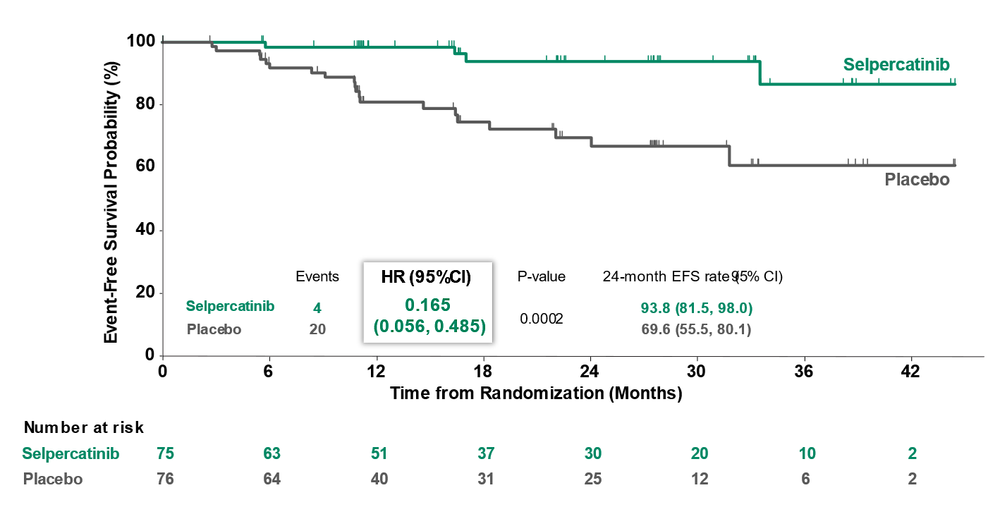 100
80
60
40
20
0
Event-Free Survival Probability (%)
Selpercatinib
Placebo
Events HR (95%CI) P-value 24-month EFS rate (95% CI)
Selpercatinib 4 0.165 93.8 (81.5, 98.0)
0.0002
Placebo 20 (0.056, 0.485) 69.6 (55.5, 80.1)
0 6 12 18 24 30 36 42
Time from Randomization (Months)
Number at risk
Selpercatinib 75 63 51 37 30 20 10 2
Placebo 76 64 40 31 25 12 6 2